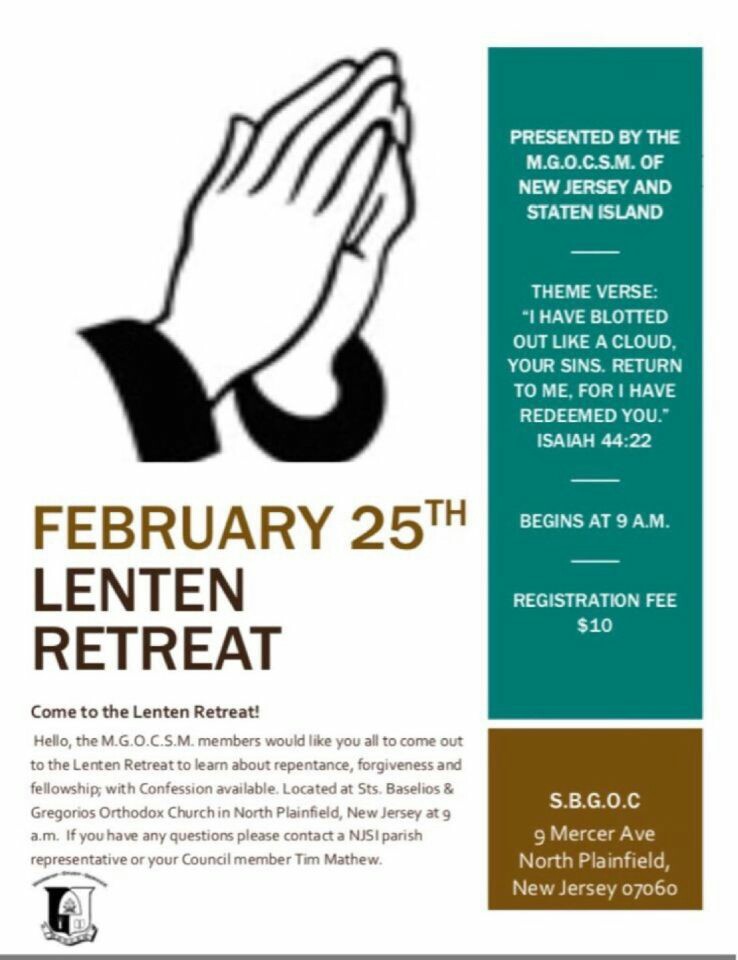 PRESENTED BY THE
M.G.O.C.S.M. OF
NEW JERSEY AND
STATEN ISLAND
THEME VERSE:
“I HAVE BLOTTED
OUT LIKE A CLOUD,
YOUR SINS. RETURN
TO ME, FOR I HAVE
REDEEMED YOU.”
ISAIAH 44:22
BEGINS AT 9 A.M.
REGISTRATION FEE
$10
FEBRUARY 25TH
LENTEN
RETREAT
Come to the Lenten Retreat!
Hello, the M.G.O.C.S.M. members would like you all to come out
to the Lenten Retreat to learn about repentance, forgiveness and
fellowship; with Confession available. Located at Sts. Baselios &
Gregorios Orthodox Church in North Plainfield, New Jersey at 9
a.m. If you have any questions please contact a NJSI parish
representative or your Council member Tim Mathew.
S.B.G.O.C
9 Mercer Ave
North Plainfield,
New Jersey 07060